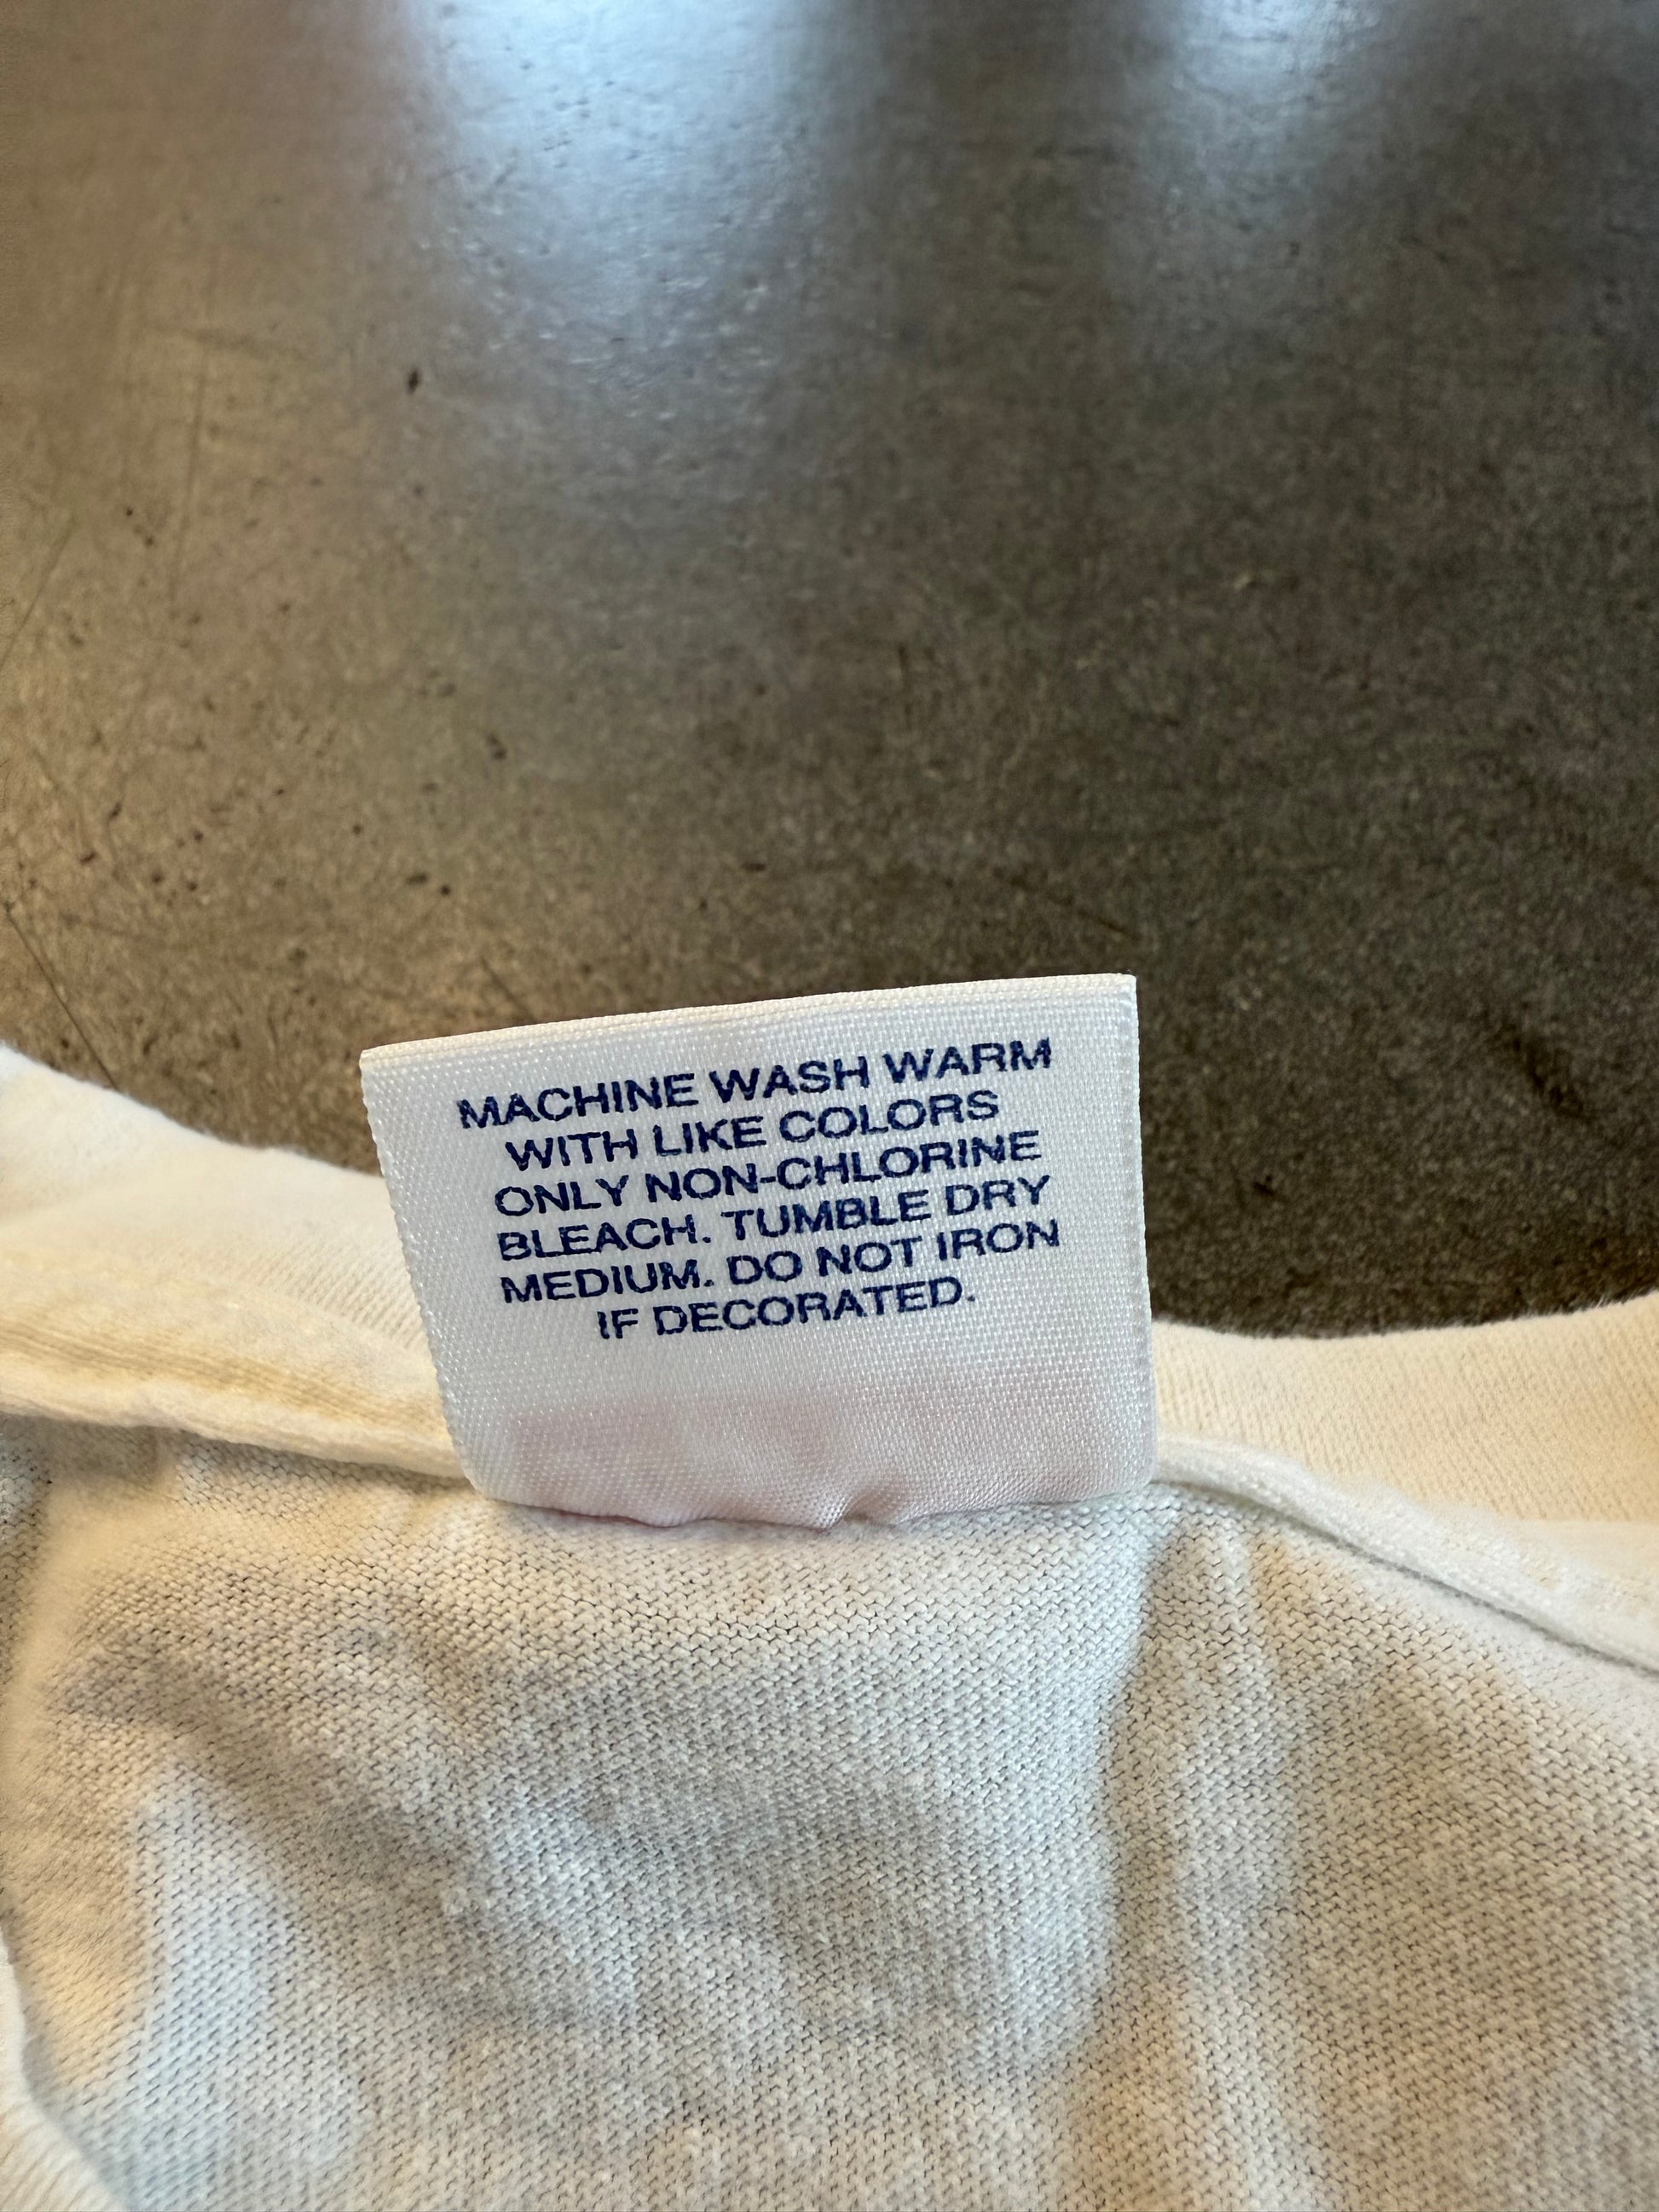 MACHINE WASH WARM
WITH LIKE COLORS
ONLY NON-CHLORINE
BLEACH. TUMBLE DRY
MEDIUM. DO NOT IRON
IF DECORATED.